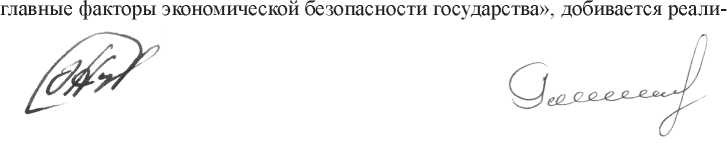 главные факторы экономической безопасности государства», добивается реали-